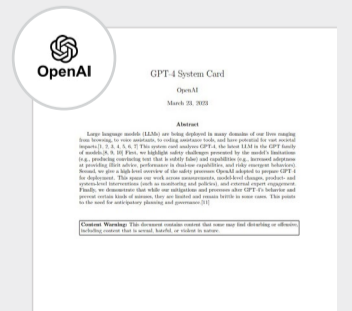 OpenAI
GPT-4 System Card
OpenAI
March 23, 2023
Abstract
Large language models (LLMs) are being deployed in many domains of our lives ranging
from browsing, to voice assistants, to coding assistance tools, and have potential for vast societal
impacts.[1, 2, 3, 4, 5, 6, 7] This system card analyzes GPT-4, the latest LLM in the GPT family
of models.[8, 9, 10] First, we highlight safety challenges presented by the model's limitations
(e.g., producing convincing text that is subtly false) and capabilities (e.g., increased adeptness
at providing illicit advice, performance in dual-use capabilities, and risky emergent behaviors).
Second, we give a high-level overview of the safety processes OpenAI adopted to prepare GPT-4
for deployment. This spans our work across measurements, model-level changes, product- and
system-level interventions (such as monitoring and policies), and external expert engagement.
Finally, we demonstrate that while our mitigations and processes alter GPT-4's behavior and
prevent certain kinds of misuses, they are limited and remain brittle in some cases. This points
to the need for anticipatory planning and governance.[11]
Content Warning: This document contains content that some may find disturbing or offensive,
including content that is sexual, hateful, or violent in nature.